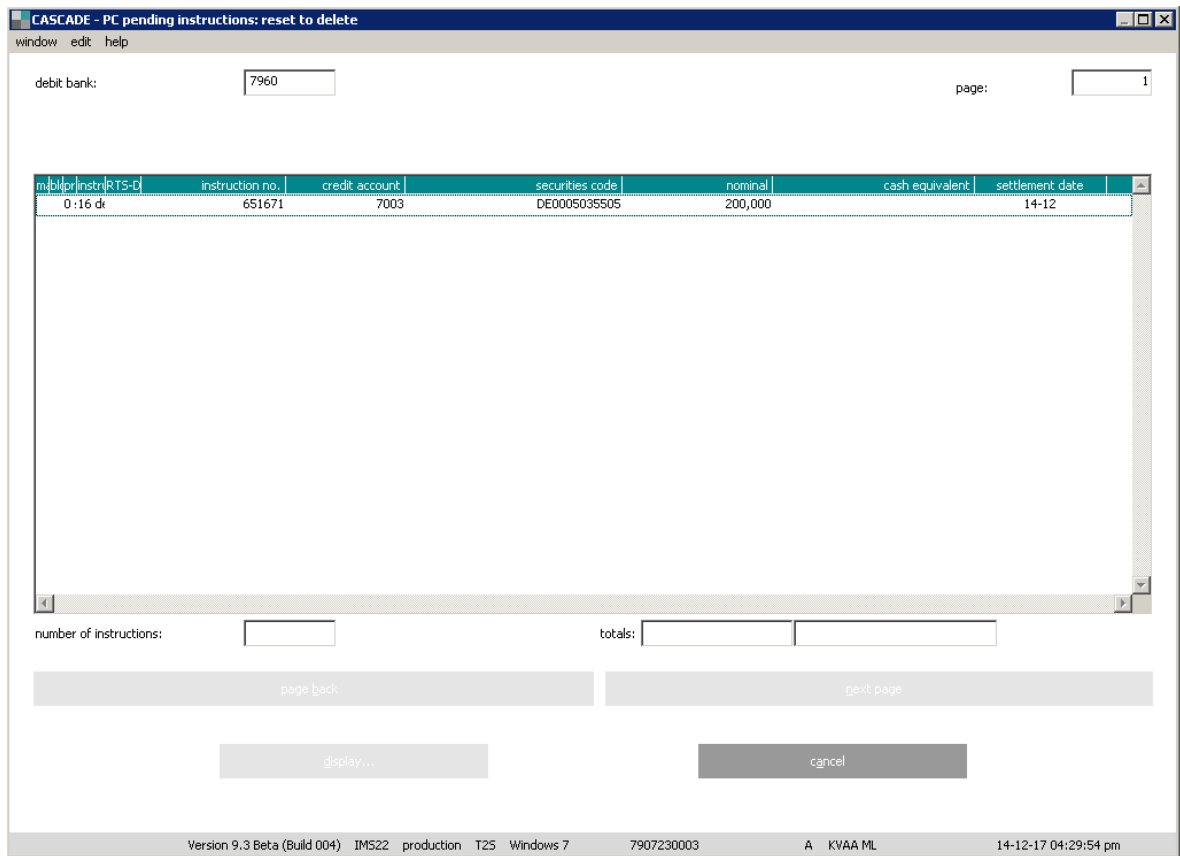 CASCADE - PC pending instructions: reset to delete
window edit help
debit bank: 7960 page: 1
instruction no. credit account securities code nominal cash equivalent settlement date
RTS-D
0 :16 651671 7003 DE0005035505 200,000 14-12
number of instructions: totals:
page back next page
display... cancel
Version 9.3 Beta (Build 004) IMS22 production T2S Windows 7 7907230003 A KVAA ML 14-12-17 04:29:54 pm